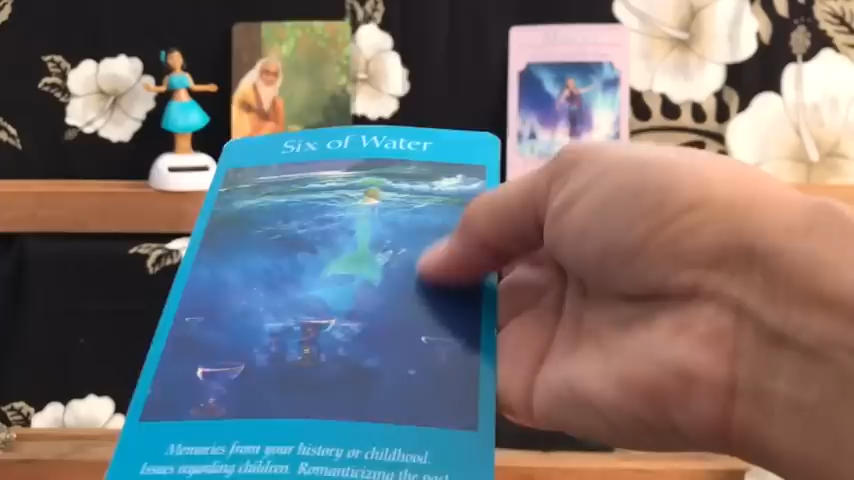 Six of Water
Memories from your history or childhood.
Issues regarding children. Romanticizing the past.